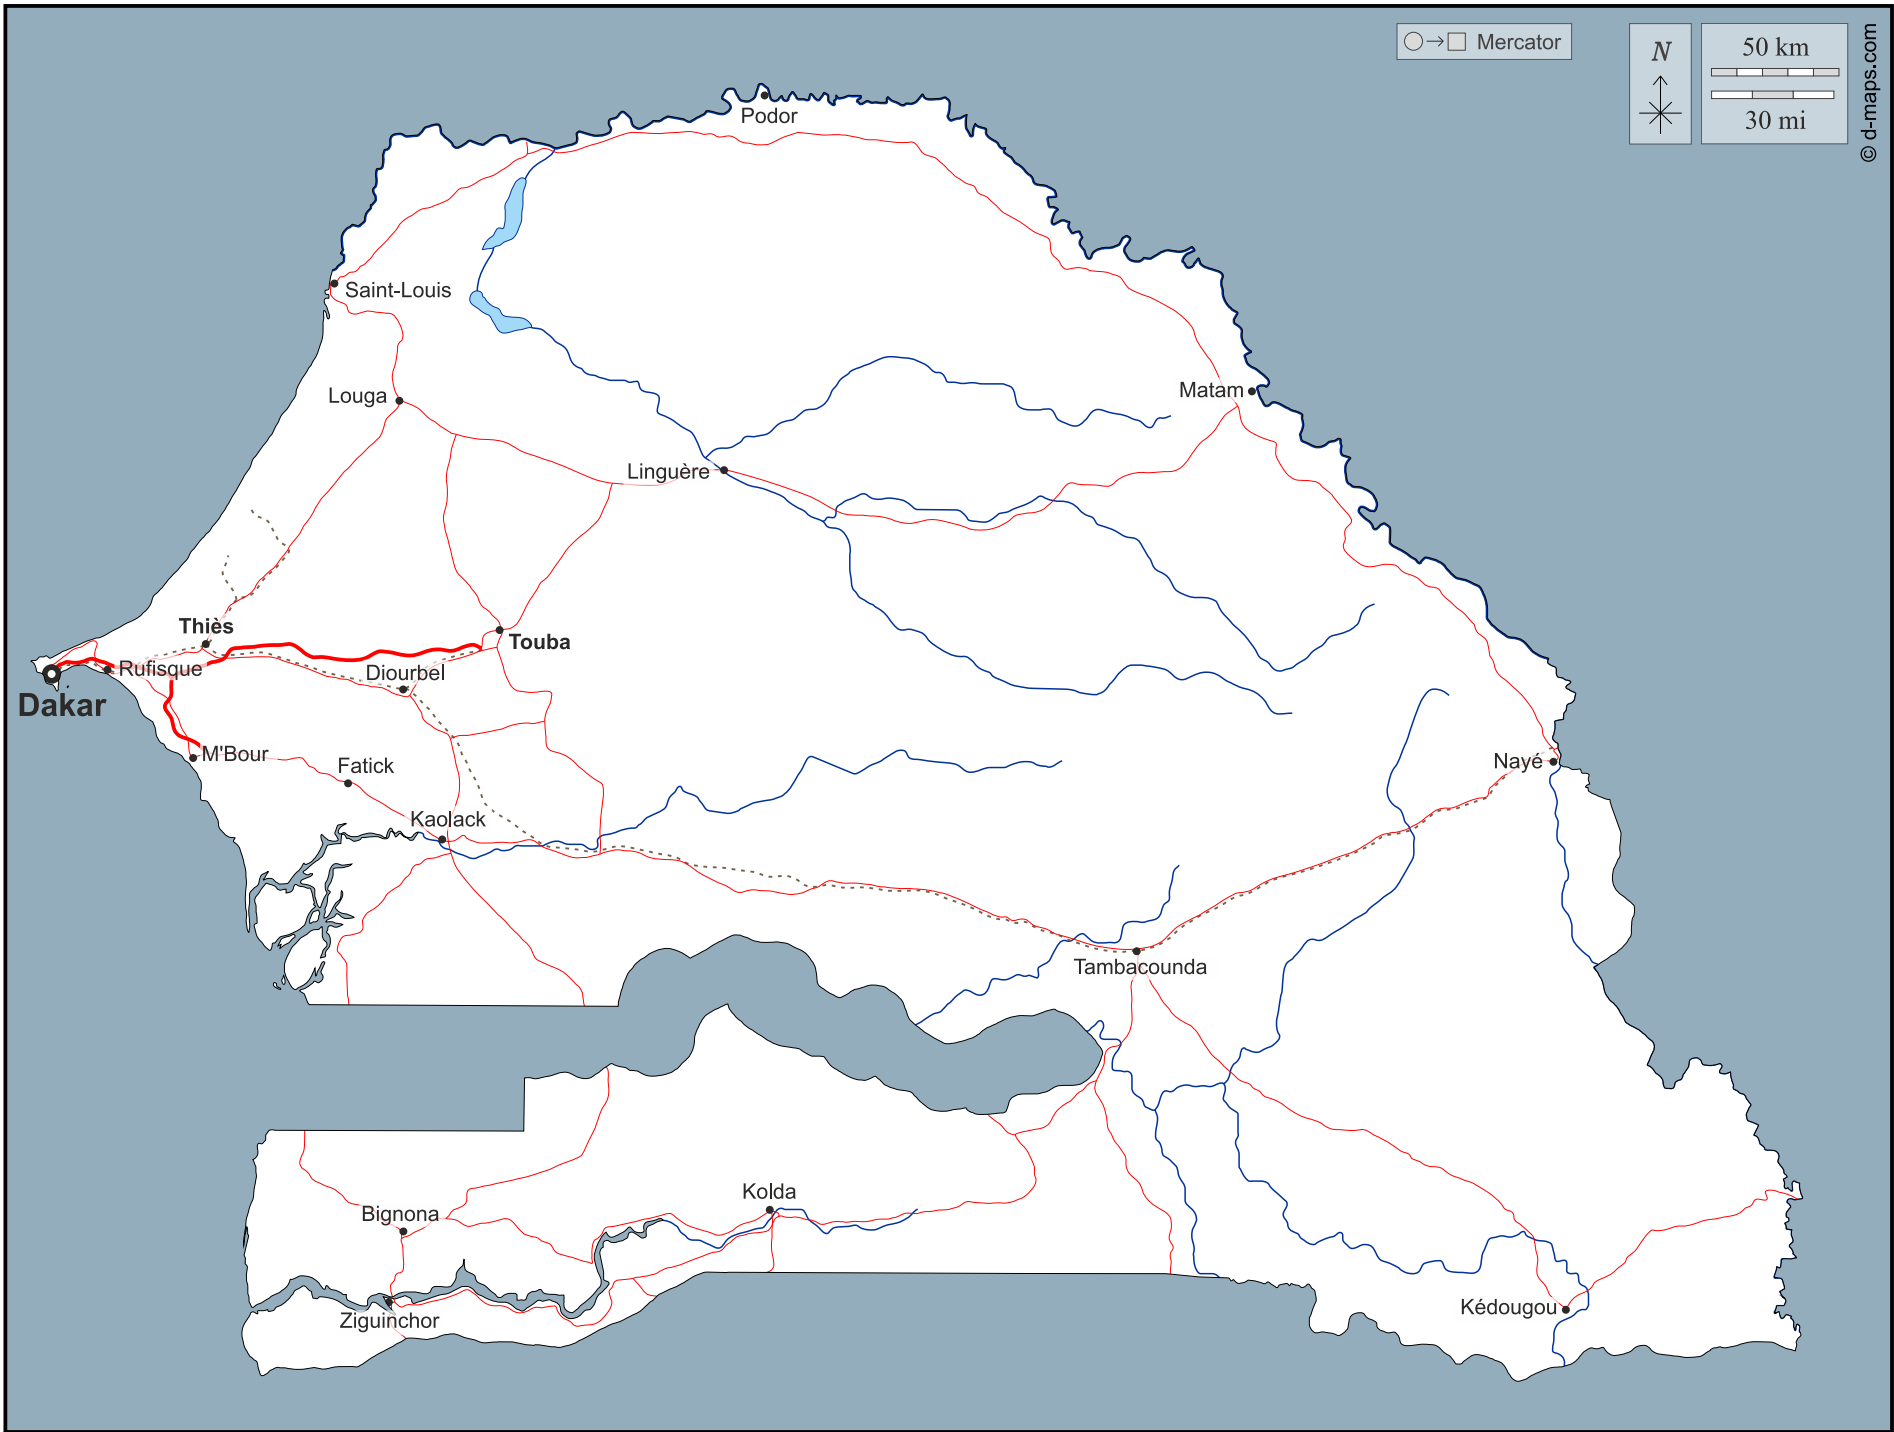 Mercator
N
50 km
30 mi
© d-maps.com
Podor
Saint-Louis
Louga
Matam
Linguère
Thiès
Touba
Rufisque
Diourbel
Dakar
M'Bour
Fatick
Nayé
Kaolack
Tambacounda
Kolda
Bignona
Kédougou
Ziguinchor